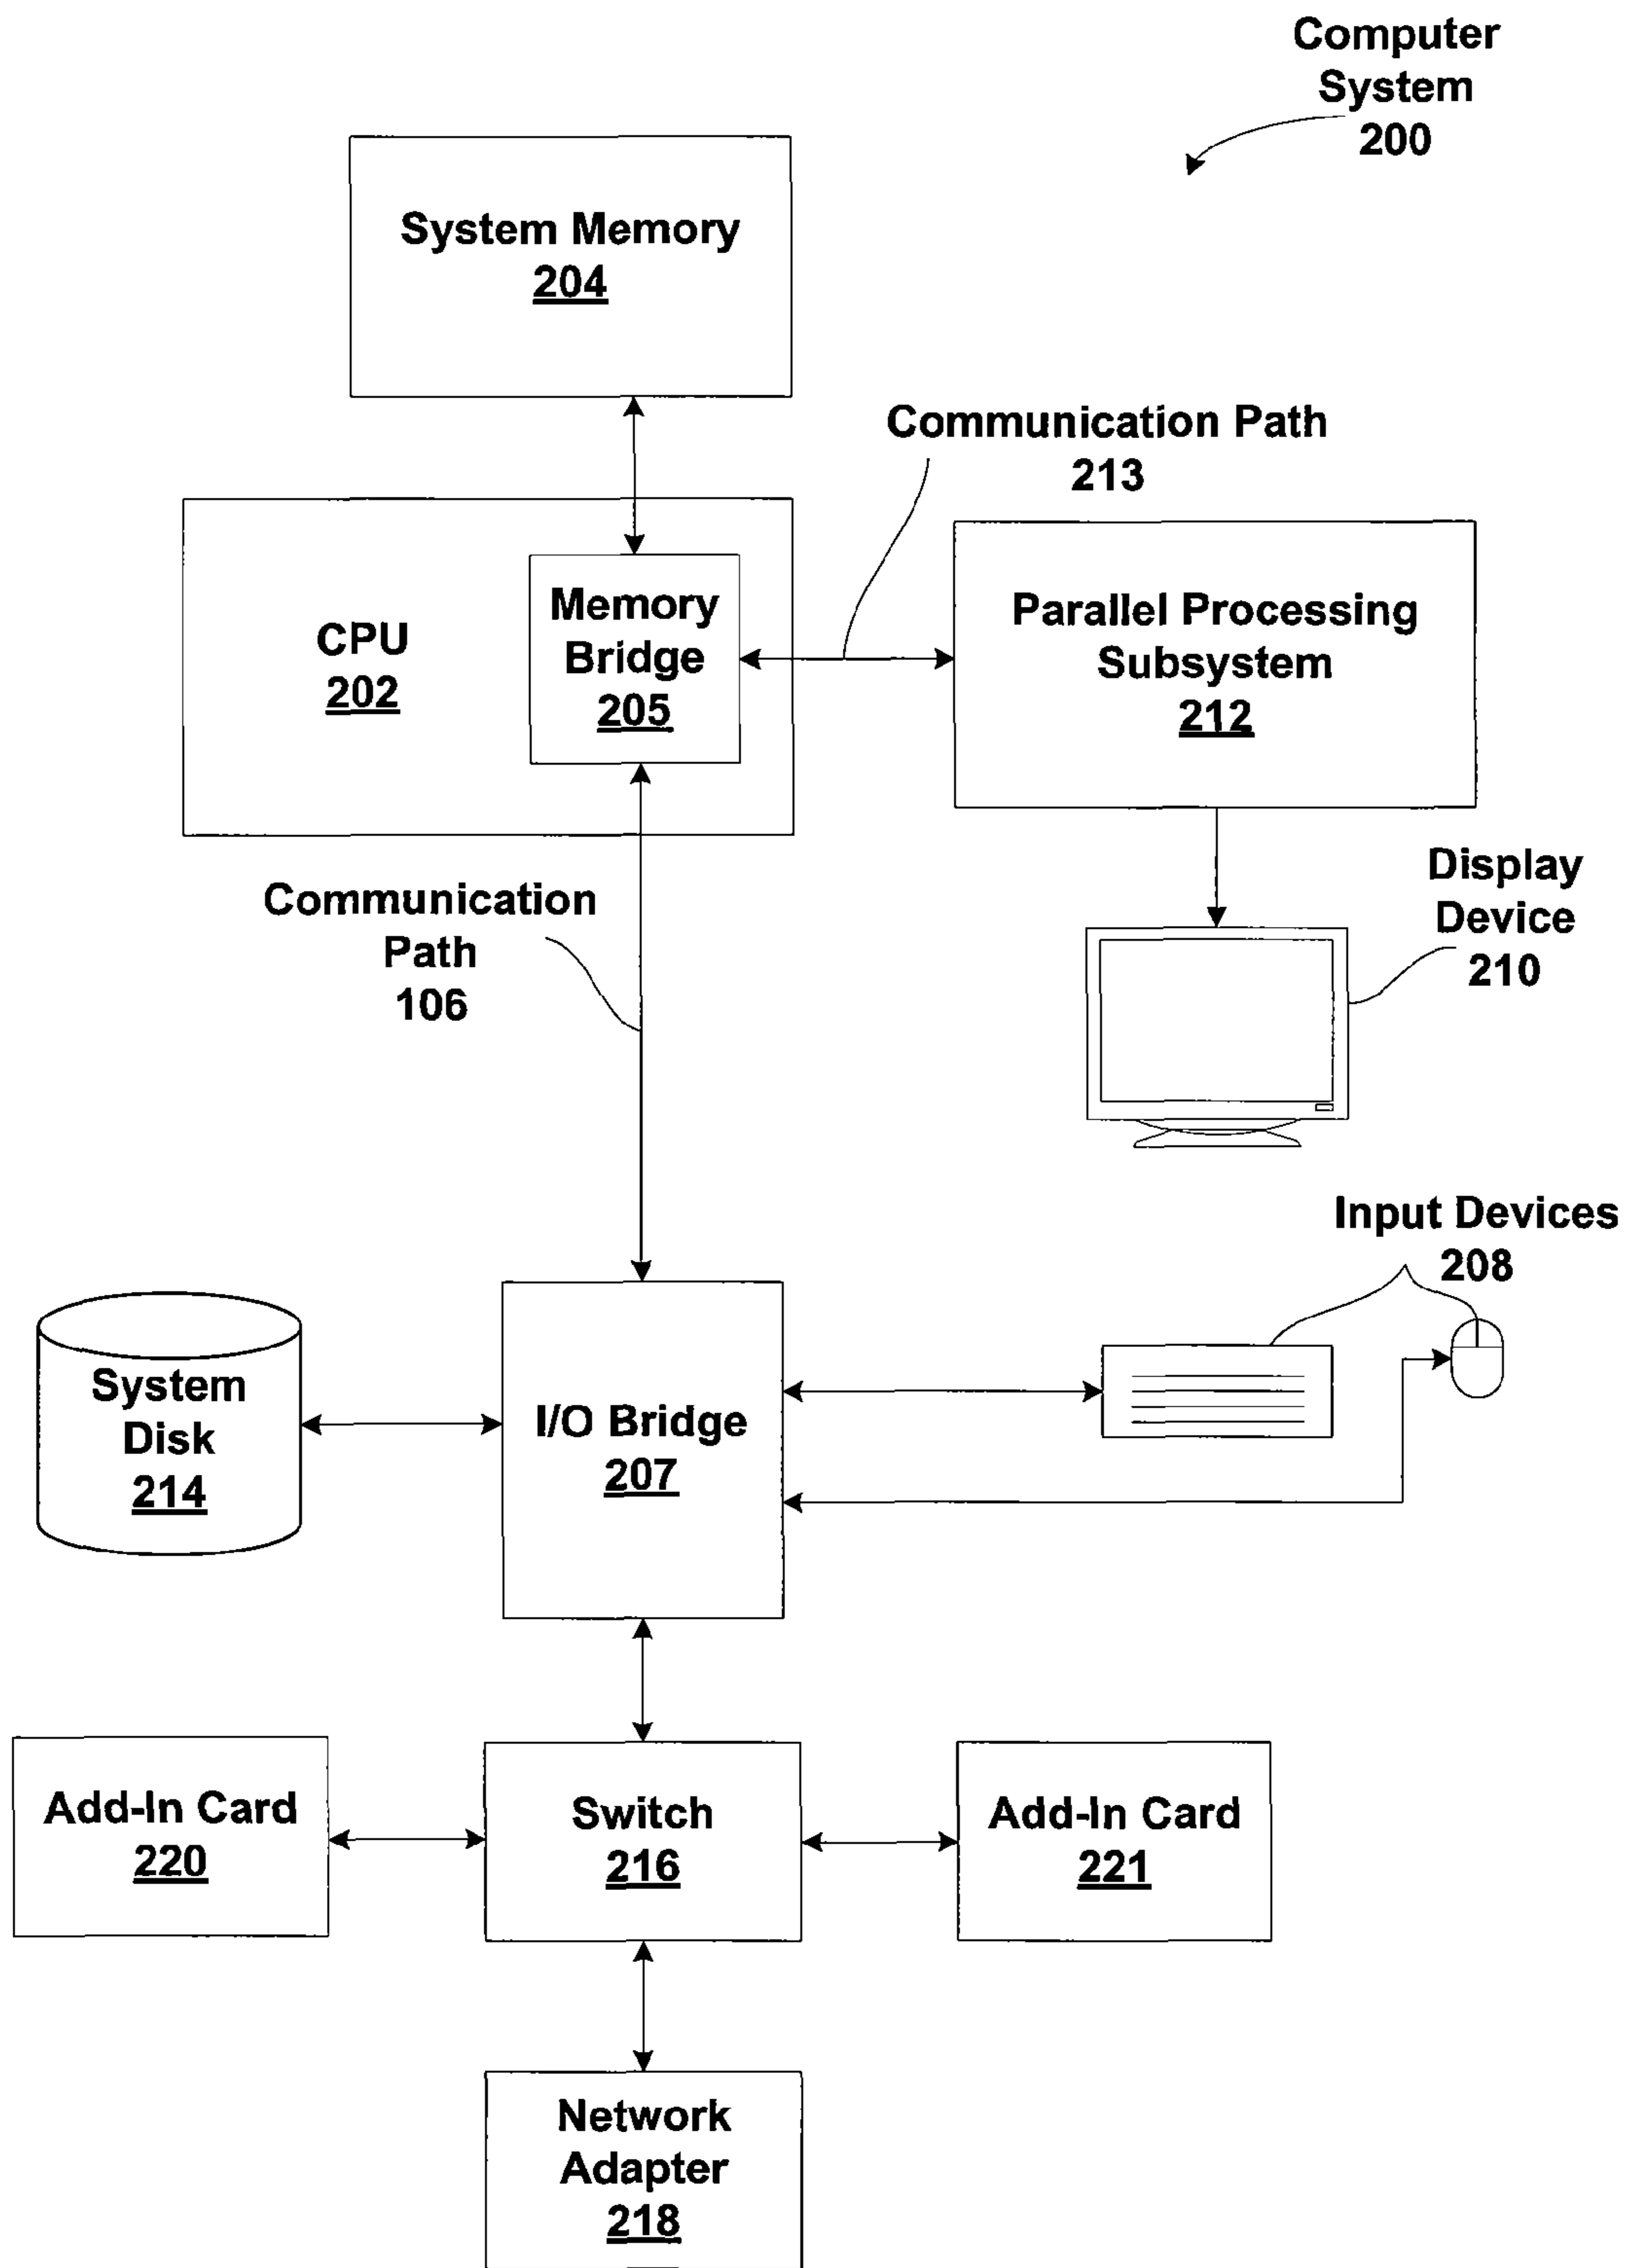 Computer
System
200
System Memory
204
Communication Path
213
CPU
202
Memory
Bridge
205
Parallel Processing
Subsystem
212
Communication
Path
106
Display
Device
210
Input Devices
208
System
Disk
214
I/O Bridge
207
Add-In Card
220
Switch
216
Add-In Card
221
Network
Adapter
218